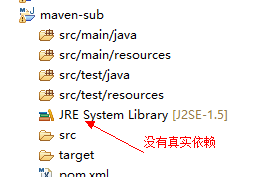 maven-sub
src/main/java
src/main/resources
src/test/java
src/test/resources
JRE System Library [J2SE-1.5]
没有真实依赖
src
target
pom.xml